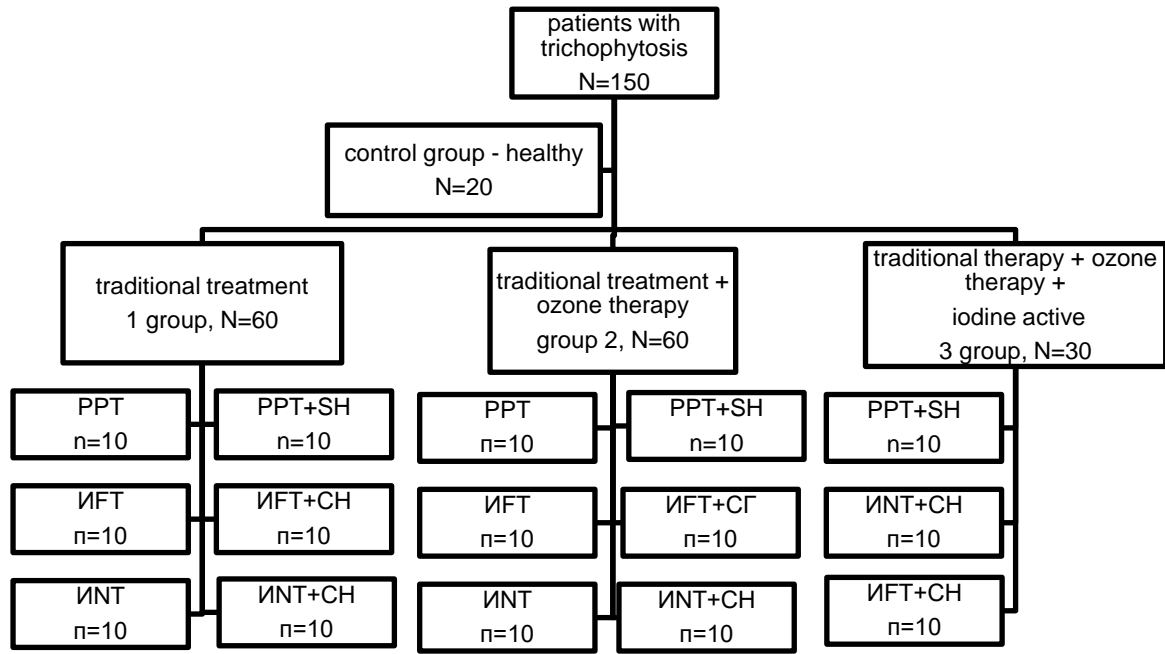 patients with
trichophytosis
N=150
control group - healthy
N=20
traditional treatment
1 group, N=60
traditional treatment +
ozone therapy
group 2, N=60
traditional therapy + ozone
therapy +
iodine active
3 group, N=30
PPT
n=10
PPT+SH
n=10
ИFT
п=10
ИFT+CH
п=10
ИNT
п=10
ИNT+CH
п=10
PPT
п=10
PPT+SH
n=10
ИFT
п=10
ИFT+СГ
п=10
ИNT
п=10
ИNT+CH
п=10
PPT+SH
n=10
ИNT+CH
п=10
ИFT+CH
п=10